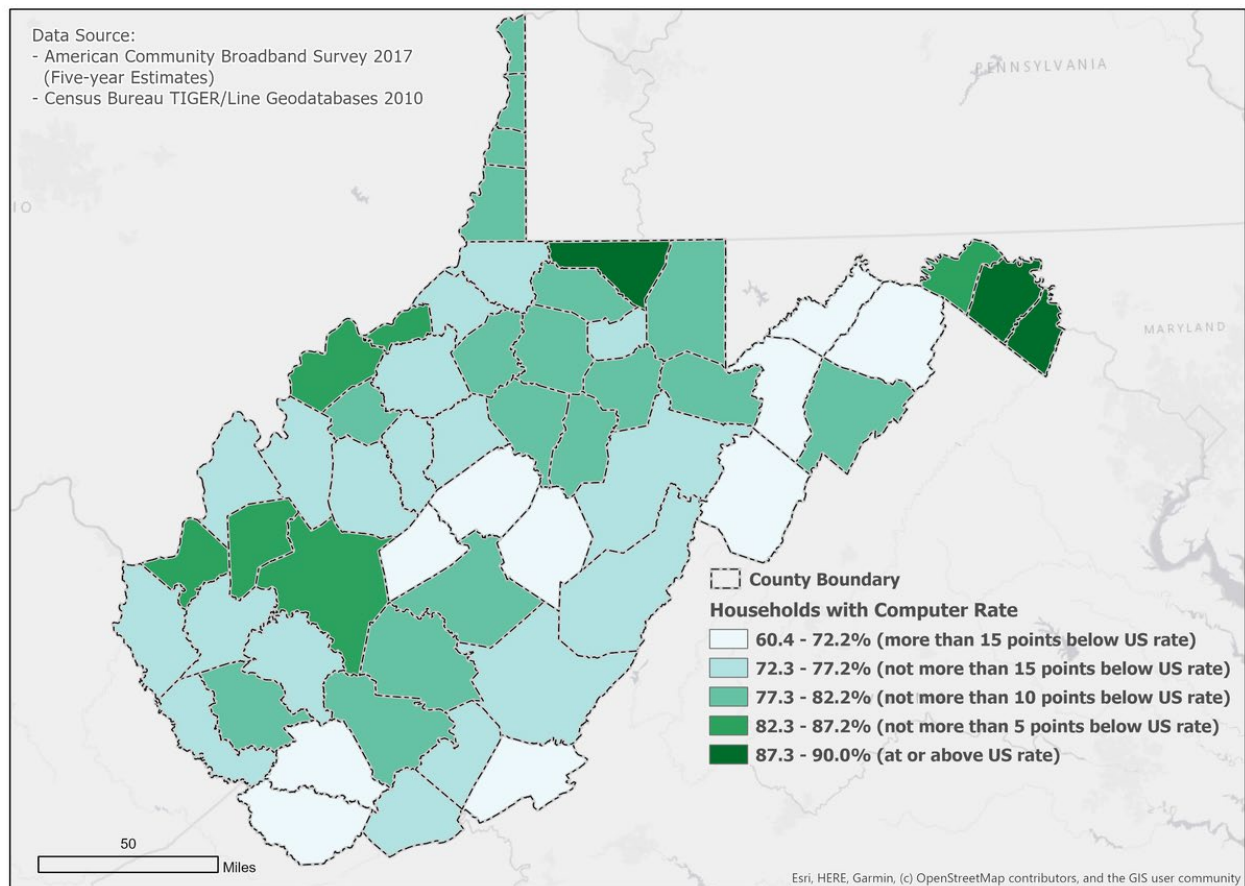 Data Source:
- American Community Broadband Survey 2017
(Five-year Estimates)
- Census Bureau TIGER/Line Geodatabases 2010
PENNSYLVANIA
IO
MARYLAND
County Boundary
Households with Computer Rate
60.4 - 72.2% (more than 15 points below US rate)
72.3 - 77.2% (not more than 15 points below US rate)
77.3 - 82.2% (not more than 10 points below US rate)
82.3 - 87.2% (not more than 5 points below US rate)
87.3 - 90.0% (at or above US rate)
50
Miles
Esri, HERE, Garmin, (c) OpenStreetMap contributors, and the GIS user community